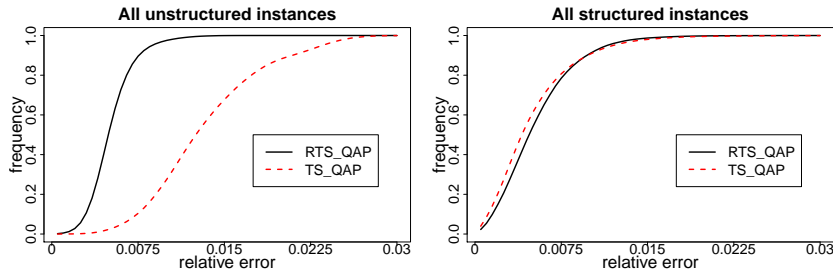 All unstructured instances
frequency
0.0 0.2 0.4 0.6 0.8 1.0
RTS_QAP
TS_QAP
0 0.0075 0.015 0.0225 0.03
relative error
All structured instances
frequency
0.0 0.2 0.4 0.6 0.8 1.0
RTS_QAP
TS_QAP
0 0.0075 0.015 0.0225 0.03
relative error